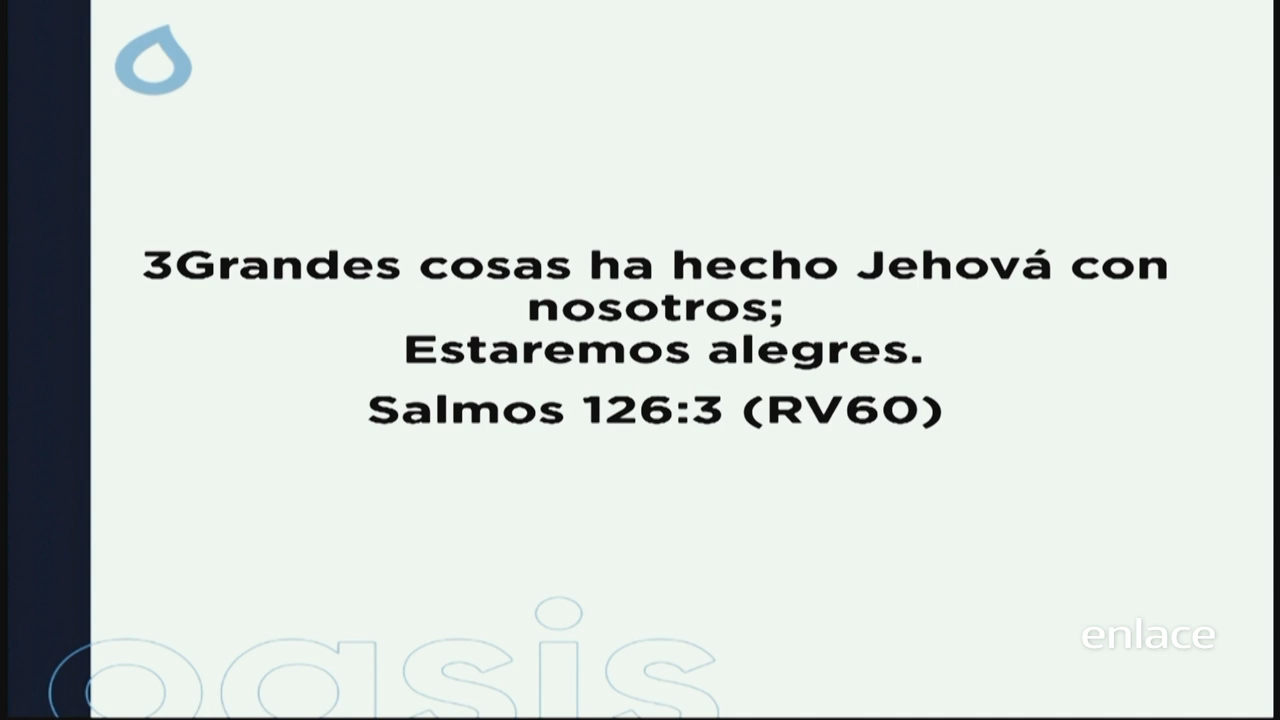 3Grandes cosas ha hecho Jehová con
nosotros;
Estaremos alegres.
Salmos 126:3 (RV60)
enlace
oasis